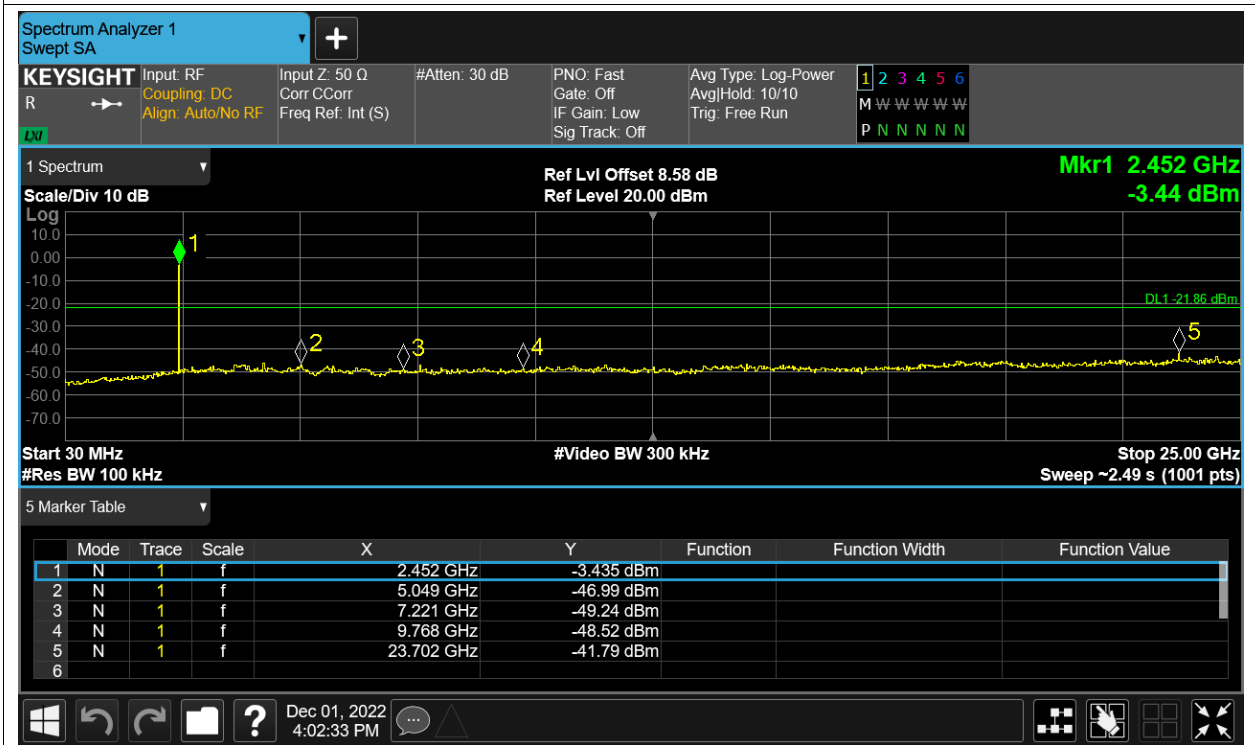 Spectrum Analyzer 1
Swept SA
+
KEYSIGHT Input: RF Input Z: 50 Ω #Atten: 30 dB PNO: Fast Avg Type: Log-Power 1 2 3 4 5 6
R Coupling: DC Corr CCorr Gate: Off Avg|Hold: 10/10 M W W W W W
Align: Auto/No RF Freq Ref: Int (S) IF Gain: Low Trig: Free Run
LXI Sig Track: Off P N N N N N
1 Spectrum Ref Lvl Offset 8.58 dB Mkr1 2.452 GHz
Scale/Div 10 dB Ref Level 20.00 dBm -3.44 dBm
Log
10.0
1
0.00
-10.0
-20.0
DL1 -21.86 dBm
-30.0
2 3 4 5
-40.0
-50.0
-60.0
-70.0
Start 30 MHz #Video BW 300 kHz Stop 25.00 GHz
#Res BW 100 kHz Sweep ~2.49 s (1001 pts)
5 Marker Table
Mode Trace Scale X Y Function Function Width Function Value
1 N 1 f 2.452 GHz -3.435 dBm
2 N 1 f 5.049 GHz -46.99 dBm
3 N 1 f 7.221 GHz -49.24 dBm
4 N 1 f 9.768 GHz -48.52 dBm
5 N 1 f 23.702 GHz -41.79 dBm
6
? Dec 01, 2022
4:02:33 PM